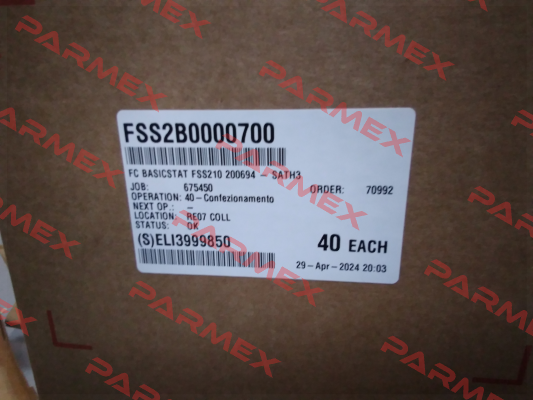 FSS2B0000700
FC BASICSTAT FSS210 200694 - SATH3
JOB: 675450 ORDER: 70992
OPERATION: 40-Confezionamento
NEXT OP.: -
LOCATION: RE07 COLL
STATUS: OK
(S)ELI3999850 40 EACH
29-Apr-2024 20:03
PARMEX
PARMEX
PARMEX
PARMEX
PARMEX
PARMEX
PARMEX
PARMEX
PARMEX